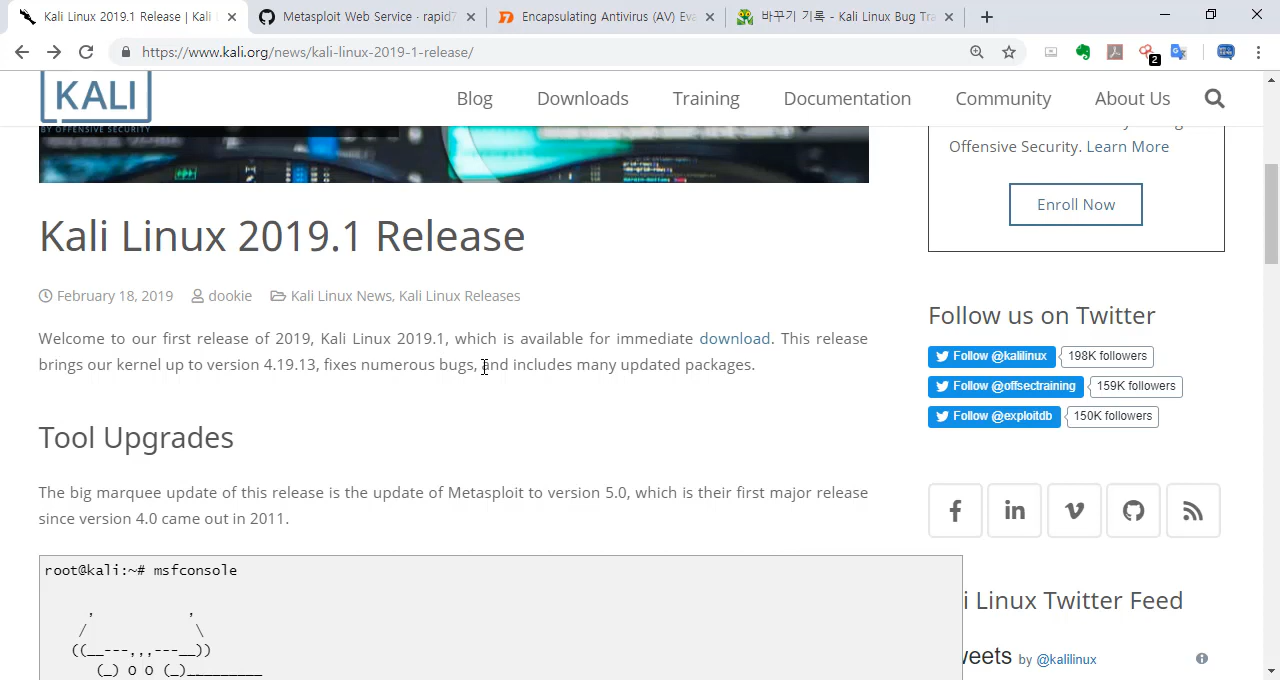 Kali Linux 2019.1 Release | Kali
Metasploit Web Service · rapid7
Encapsulating Antivirus (AV) Eva
바꾸기 기록 - Kali Linux Bug Tra
https://www.kali.org/news/kali-linux-2019-1-release/
2
KALI
BY OFFENSIVE SECURITY
Blog
Downloads
Training
Documentation
Community
About Us
Offensive Security. Learn More
Enroll Now
Kali Linux 2019.1 Release
February 18, 2019
dookie
Kali Linux News, Kali Linux Releases
Welcome to our first release of 2019, Kali Linux 2019.1, which is available for immediate download. This release
brings our kernel up to version 4.19.13, fixes numerous bugs, and includes many updated packages.
Tool Upgrades
The big marquee update of this release is the update of Metasploit to version 5.0, which is their first major release
since version 4.0 came out in 2011.
root@kali:~# msfconsole
 , ,
 / \
((__---,,,---__))
(_) O O (_)_________
Follow us on Twitter
Follow @kalilinux
198K followers
Follow @offsectraining
159K followers
Follow @exploitdb
150K followers
i Linux Twitter Feed
weets by @kalilinux